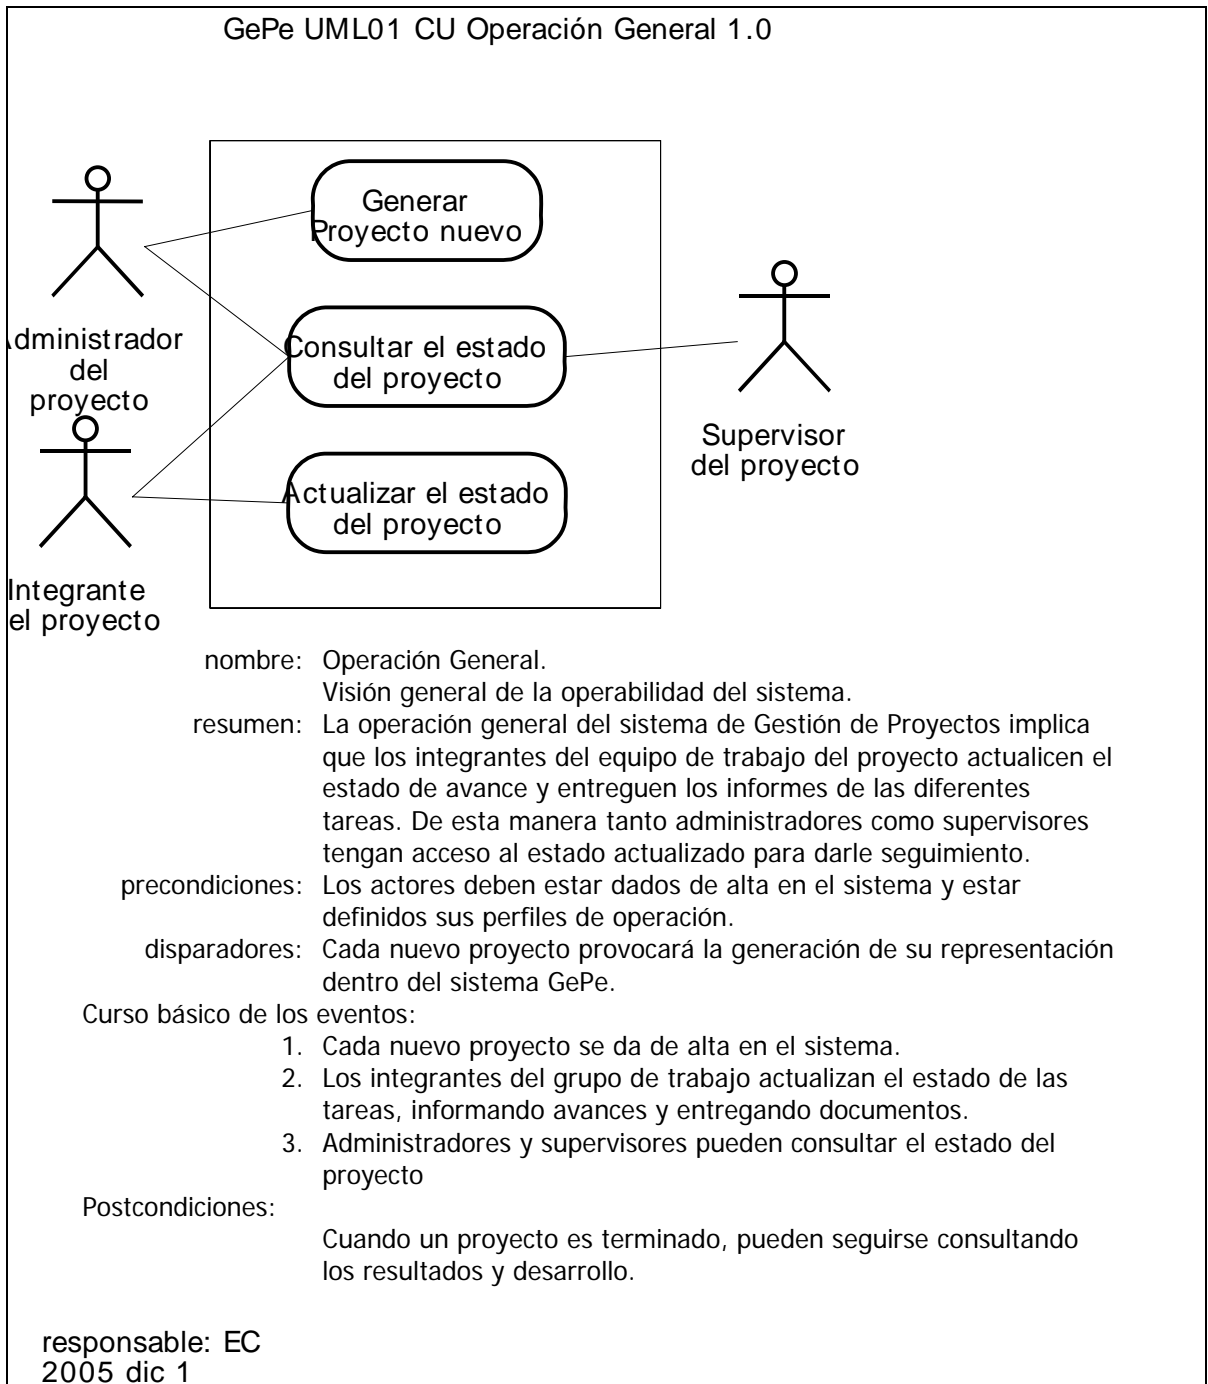 GePe UML01 CU Operación General 1.0
Generar
Proyecto nuevo
Administrador
del
proyecto
Consultar el estado
del proyecto
Supervisor
del proyecto
Actualizar el estado
del proyecto
Integrante
el proyecto
nombre: Operación General.
Visión general de la operabilidad del sistema.
resumen: La operación general del sistema de Gestión de Proyectos implica
que los integrantes del equipo de trabajo del proyecto actualicen el
estado de avance y entreguen los informes de las diferentes
tareas. De esta manera tanto administradores como supervisores
tengan acceso al estado actualizado para darle seguimiento.
precondiciones: Los actores deben estar dados de alta en el sistema y estar
definidos sus perfiles de operación.
disparadores: Cada nuevo proyecto provocará la generación de su representación
dentro del sistema GePe.
Curso básico de los eventos:
1. Cada nuevo proyecto se da de alta en el sistema.
2. Los integrantes del grupo de trabajo actualizan el estado de las
tareas, informando avances y entregando documentos.
3. Administradores y supervisores pueden consultar el estado del
proyecto
Postcondiciones:
Cuando un proyecto es terminado, pueden seguirse consultando
los resultados y desarrollo.
responsable: EC
2005 dic 1